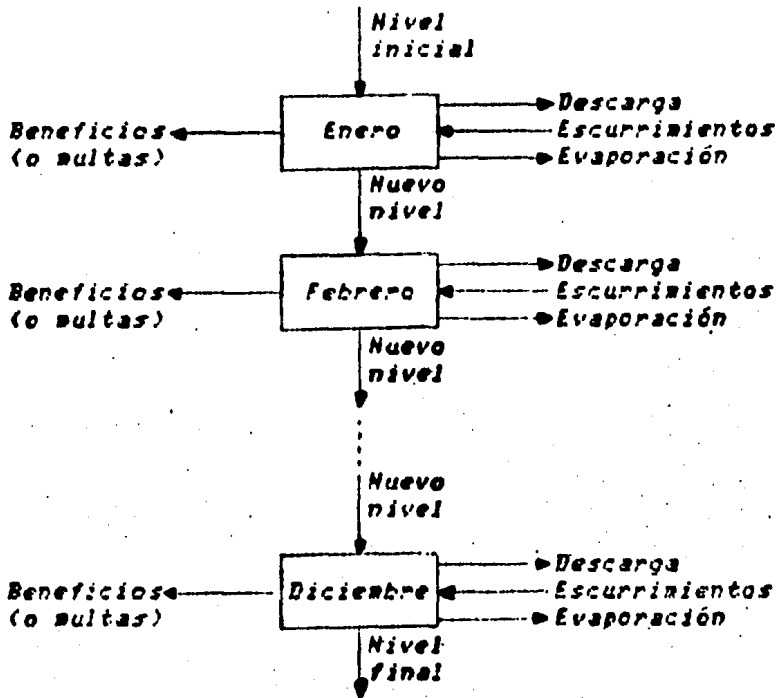 Nivel
inicial
Beneficios
(o multas)
Enero
Descarga
Escurrimientos
Evaporación
Nuevo
nivel
Beneficios
(o multas)
Febrero
Descarga
Escurrimientos
Evaporación
Nuevo
nivel
Nuevo
nivel
Beneficios
(o multas)
Diciembre
Descarga
Escurrimientos
Evaporación
Nivel
final